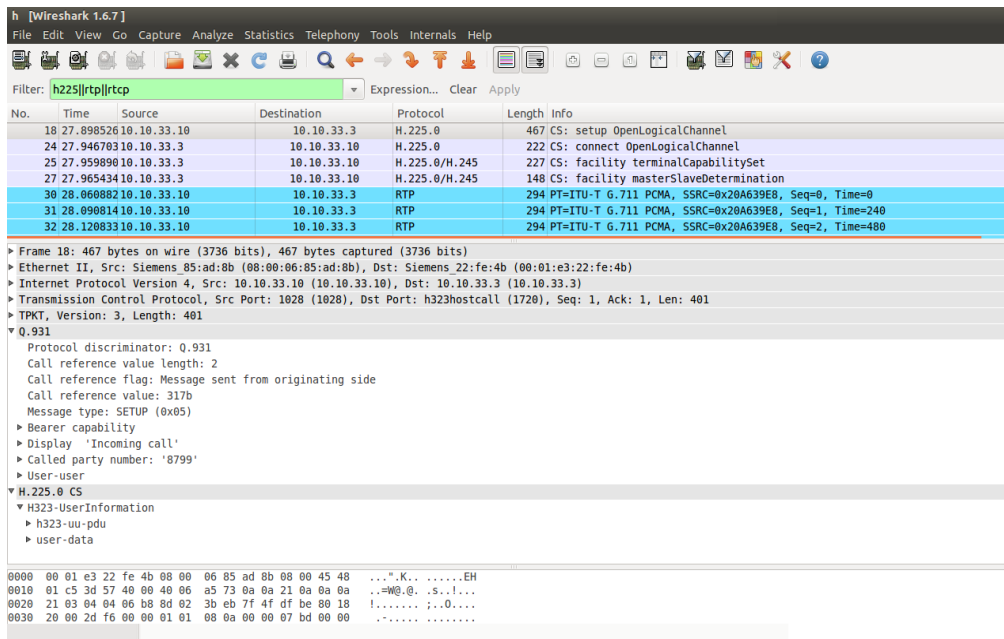 h [Wireshark 1.6.7 ]
File Edit View Go Capture Analyze Statistics Telephony Tools Internals Help
Filter: h225||rtp||rtcp Expression... Clear Apply
No. Time Source Destination Protocol Length Info
18 27.898526 10.10.33.10 10.10.33.3 H.225.0 467 CS: setup OpenLogicalChannel
24 27.946703 10.10.33.3 10.10.33.10 H.225.0 222 CS: connect OpenLogicalChannel
25 27.959890 10.10.33.3 10.10.33.10 H.225.0/H.245 227 CS: facility terminalCapabilitySet
27 27.965434 10.10.33.3 10.10.33.10 H.225.0/H.245 148 CS: facility masterSlaveDetermination
30 28.060882 10.10.33.10 10.10.33.3 RTP 294 PT=ITU-T G.711 PCMA, SSRC=0x20A639E8, Seq=0, Time=0
31 28.090814 10.10.33.10 10.10.33.3 RTP 294 PT=ITU-T G.711 PCMA, SSRC=0x20A639E8, Seq=1, Time=240
32 28.120833 10.10.33.10 10.10.33.3 RTP 294 PT=ITU-T G.711 PCMA, SSRC=0x20A639E8, Seq=2, Time=480
Frame 18: 467 bytes on wire (3736 bits), 467 bytes captured (3736 bits)
Ethernet II, Src: Siemens_85:ad:8b (08:00:06:85:ad:8b), Dst: Siemens_22:fe:4b (00:01:e3:22:fe:4b)
Internet Protocol Version 4, Src: 10.10.33.10 (10.10.33.10), Dst: 10.10.33.3 (10.10.33.3)
Transmission Control Protocol, Src Port: 1028 (1028), Dst Port: h323hostcall (1720), Seq: 1, Ack: 1, Len: 401
TPKT, Version: 3, Length: 401
Q.931
Protocol discriminator: Q.931
Call reference value length: 2
Call reference flag: Message sent from originating side
Call reference value: 317b
Message type: SETUP (0x05)
Bearer capability
Display 'Incoming call'
Called party number: '8799'
User-user
H.225.0 CS
H323-UserInformation
h323-uu-pdu
user-data
0000 00 01 e3 22 fe 4b 08 00 06 85 ad 8b 08 00 45 48 ...".K.. ......EH
0010 01 c5 3d 57 40 00 40 06 a5 73 0a 0a 21 0a 0a 0a ..=W@.@. .s..!...
0020 21 03 04 04 06 b8 8d 02 3b eb 7f 4f df be 80 18 !....... ;..O....
0030 20 00 2d f6 00 00 01 01 08 0a 00 00 07 bd 00 00 .-..... ........